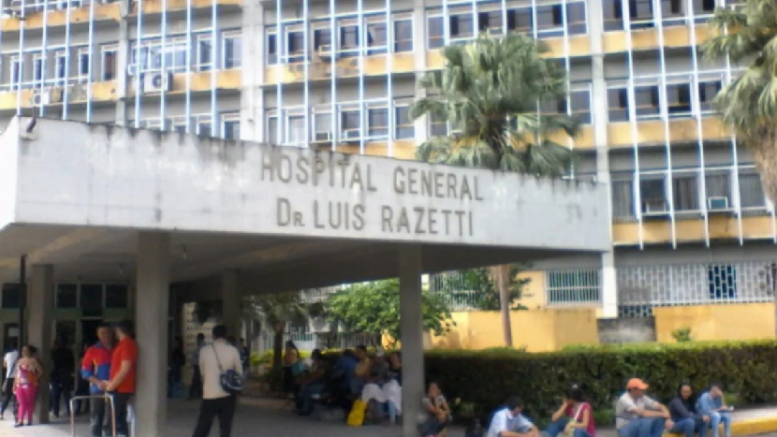 HOSPITAL GENERAL
DR LUIS RAZETTI